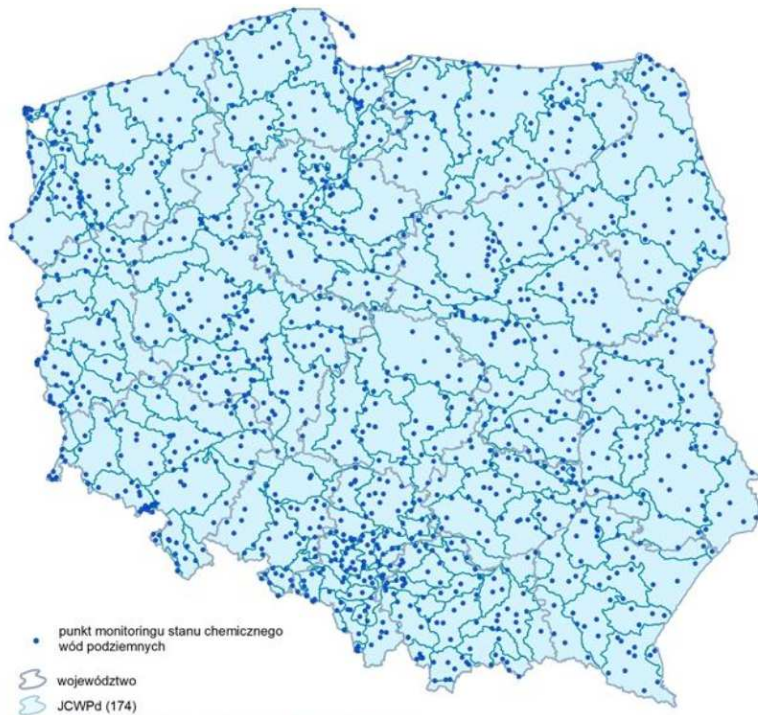 punkt monitoringu stanu chemicznego
wód podziemnych
województwo
JCWPd (174)